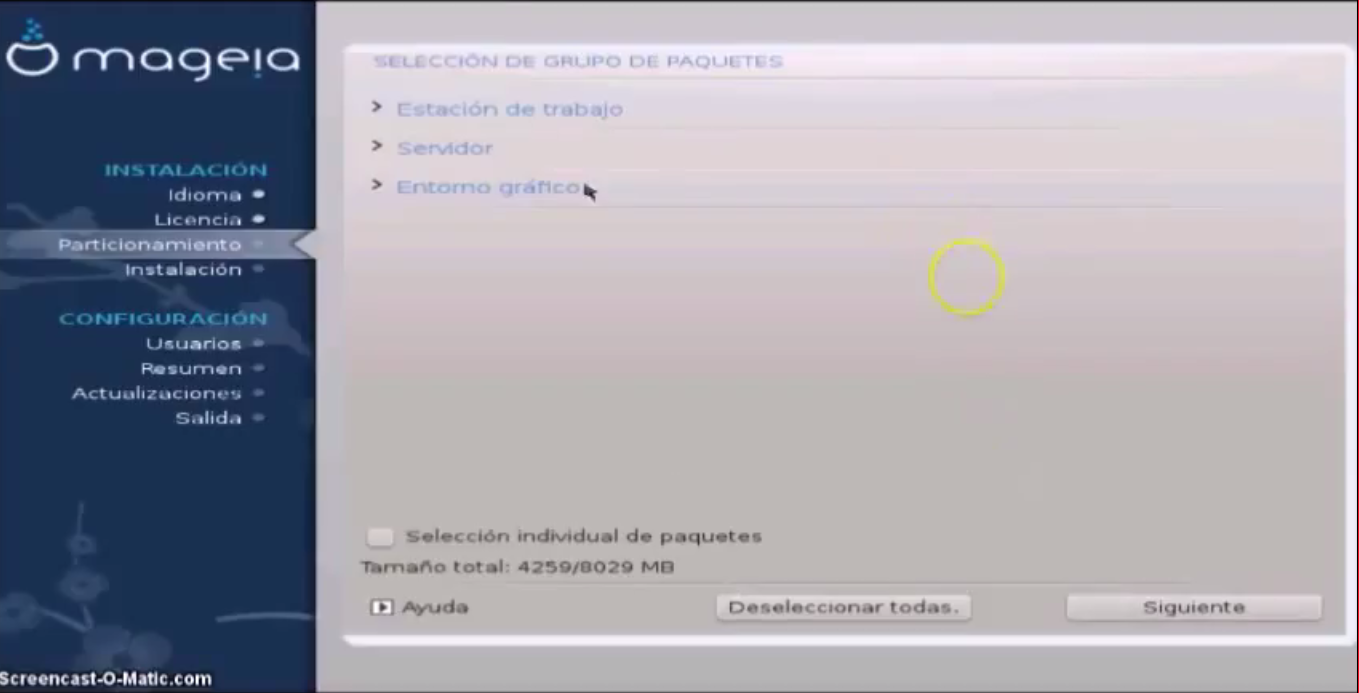 mageia
INSTALACIÓN
Idioma
Licencia
Particionamiento
Instalación
CONFIGURACIÓN
Usuarios
Resumen
Actualizaciones
Salida
SELECCIÓN DE GRUPO DE PAQUETES
Estación de trabajo
Servidor
Entorno gráfico
Selección individual de paquetes
Tamaño total: 4259/8029 MB
Ayuda
Deseleccionar todas.
Siguiente
Screencast-O-Matic.com